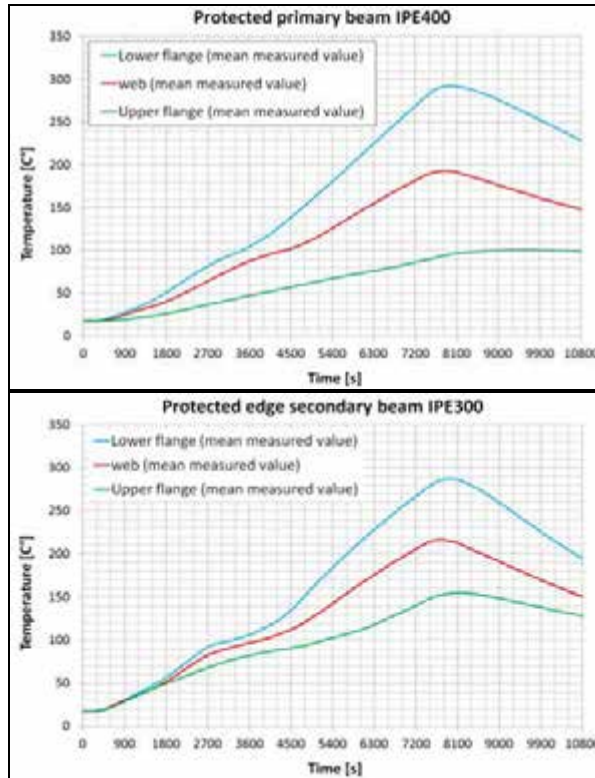 Protected primary beam IPE400
Lower flange (mean measured value)
web (mean measured value)
Upper flange (mean measured value)
Temperature [C°]
350
300
250
200
150
100
50
0
0 900 1800 2700 3600 4500 5400 6300 7200 8100 9000 9900 10800
Time [s]
Protected edge secondary beam IPE300
Lower flange (mean measured value)
web (mean measured value)
Upper flange (mean measured value)
Temperature [C°]
350
300
250
200
150
100
50
0
0 900 1800 2700 3600 4500 5400 6300 7200 8100 9000 9900 10800
Time [s]